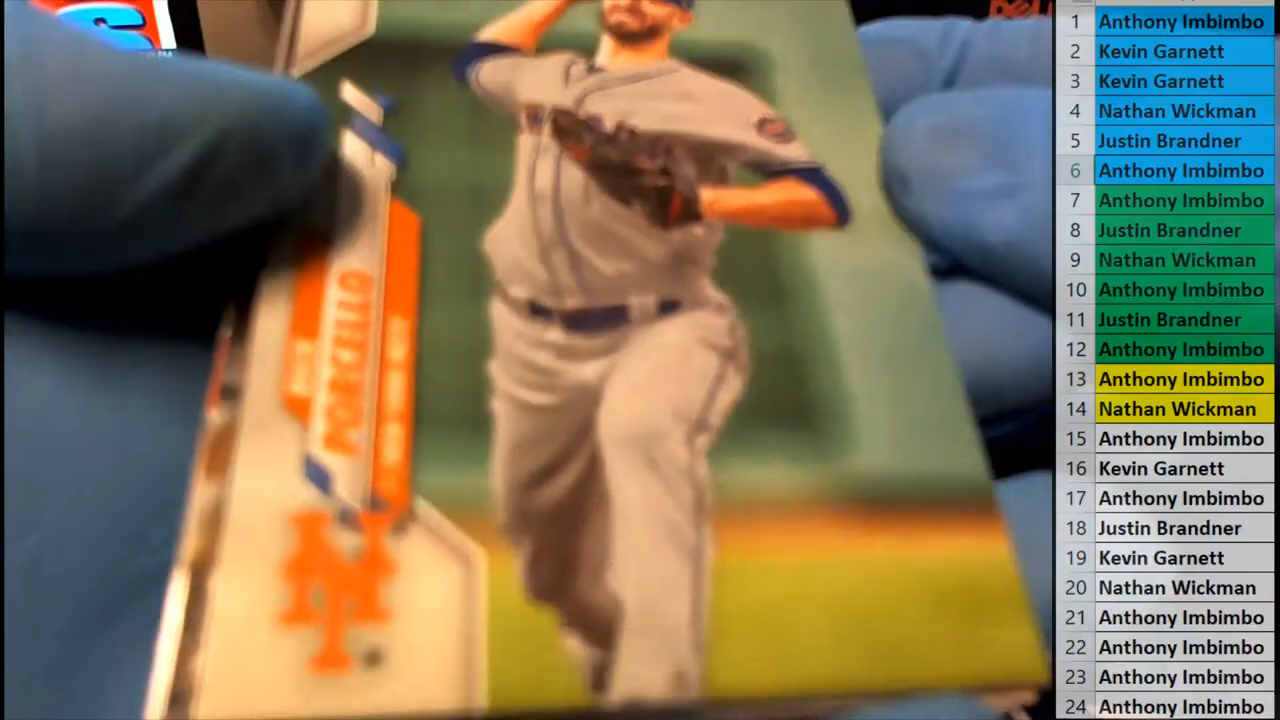 PORCELLO
NY
1 Anthony Imbimbo
2 Kevin Garnett
3 Kevin Garnett
4 Nathan Wickman
5 Justin Brandner
6 Anthony Imbimbo
7 Anthony Imbimbo
8 Justin Brandner
9 Nathan Wickman
10 Anthony Imbimbo
11 Justin Brandner
12 Anthony Imbimbo
13 Anthony Imbimbo
14 Nathan Wickman
15 Anthony Imbimbo
16 Kevin Garnett
17 Anthony Imbimbo
18 Justin Brandner
19 Kevin Garnett
20 Nathan Wickman
21 Anthony Imbimbo
22 Anthony Imbimbo
23 Anthony Imbimbo
24 Anthony Imbimbo